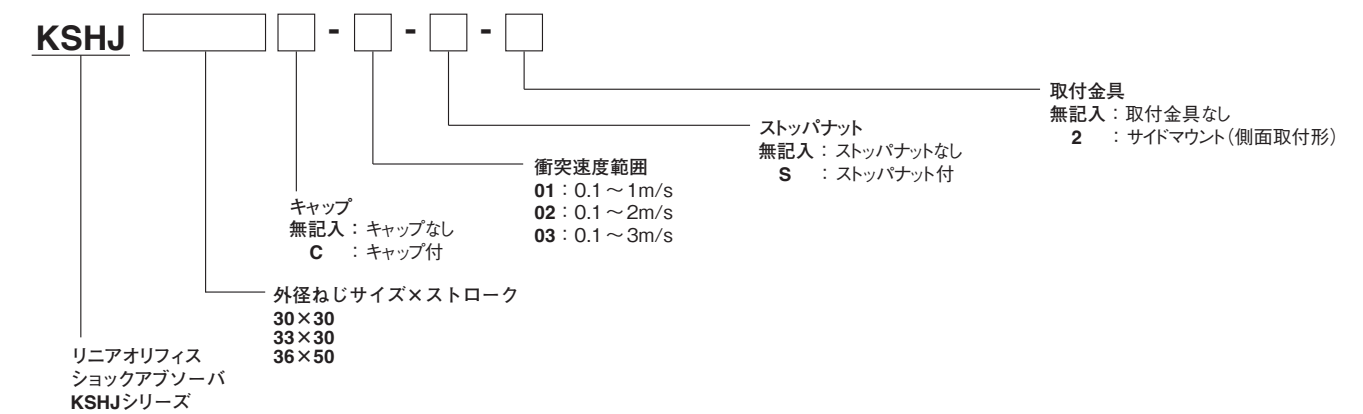 KSHJ - - -
取付金具
無記入：取付金具なし
2 ：サイドマウント（側面取付形）
ストッパナット
無記入：ストッパナットなし
S ：ストッパナット付
衝突速度範囲
01：0.1～1m/s
02：0.1～2m/s
03：0.1～3m/s
キャップ
無記入：キャップなし
C ：キャップ付
外径ねじサイズ×ストローク
30×30
33×30
36×50
リニアオリフィス
ショックアブソーバ
KSHJシリーズ